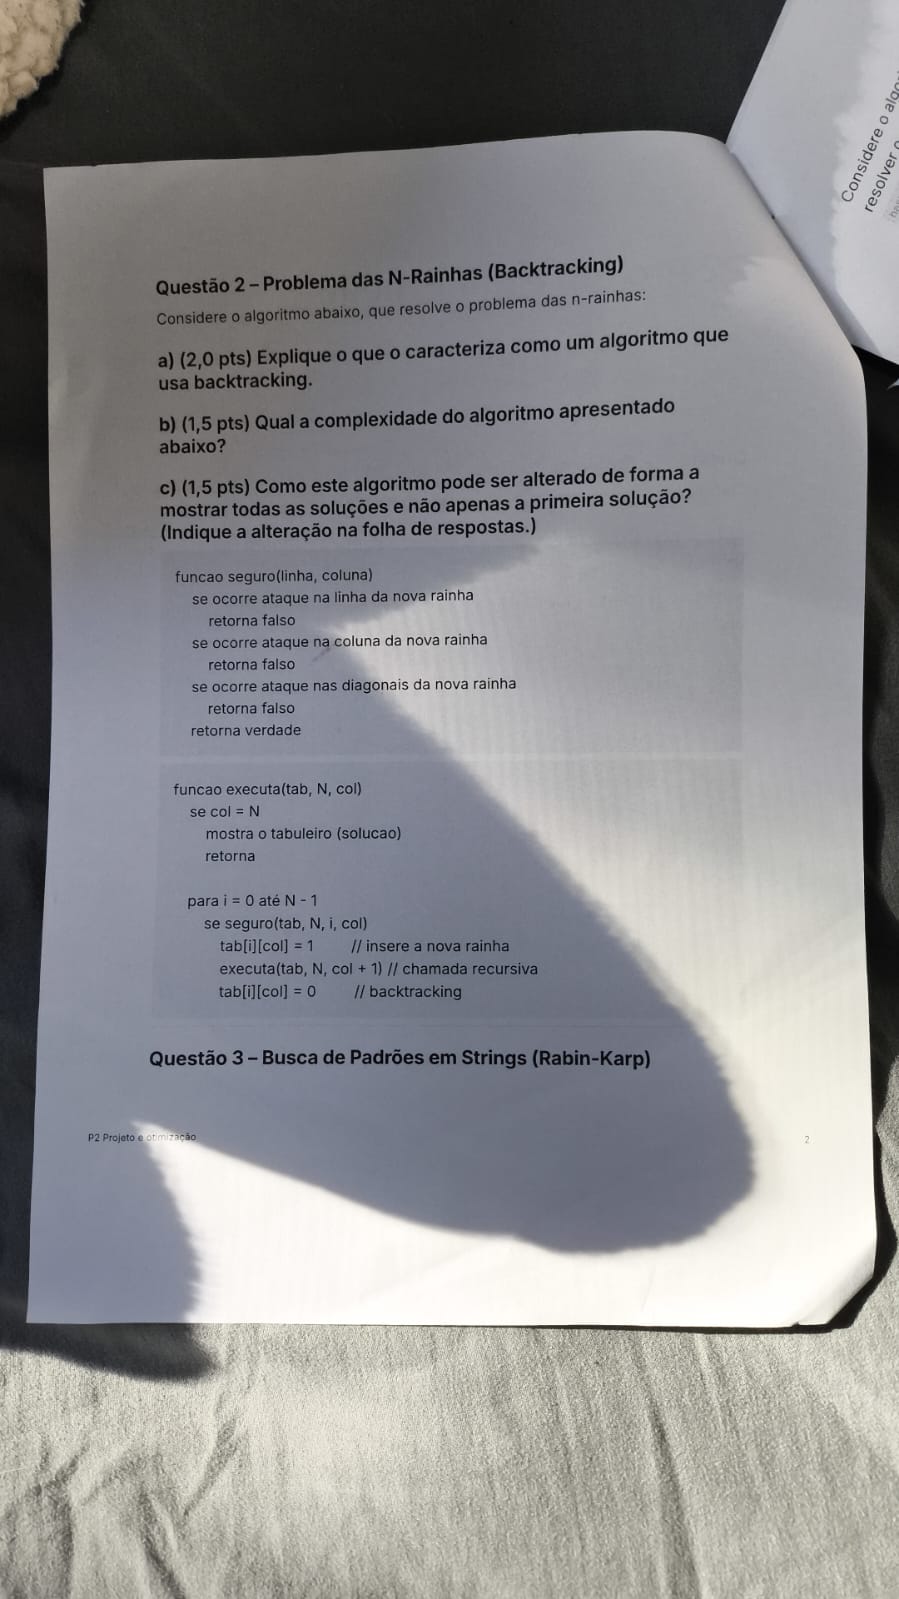 Considere o algor
resolver o
Questão 2 – Problema das N-Rainhas (Backtracking)
Considere o algoritmo abaixo, que resolve o problema das n-rainhas:
a) (2,0 pts) Explique o que o caracteriza como um algoritmo que
usa backtracking.
b) (1,5 pts) Qual a complexidade do algoritmo apresentado
abaixo?
c) (1,5 pts) Como este algoritmo pode ser alterado de forma a
mostrar todas as soluções e não apenas a primeira solução?
(Indique a alteração na folha de respostas.)
funcao seguro(linha, coluna)
se ocorre ataque na linha da nova rainha
retorna falso
se ocorre ataque na coluna da nova rainha
retorna falso
se ocorre ataque nas diagonais da nova rainha
retorna falso
retorna verdade
funcao executa(tab, N, col)
se col = N
mostra o tabuleiro (solucao)
retorna
para i = 0 até N - 1
se seguro(tab, N, i, col)
tab[i][col] = 1 // insere a nova rainha
executa(tab, N, col + 1) // chamada recursiva
tab[i][col] = 0 // backtracking
Questão 3 – Busca de Padrões em Strings (Rabin-Karp)
P2 Projeto e otimização
2